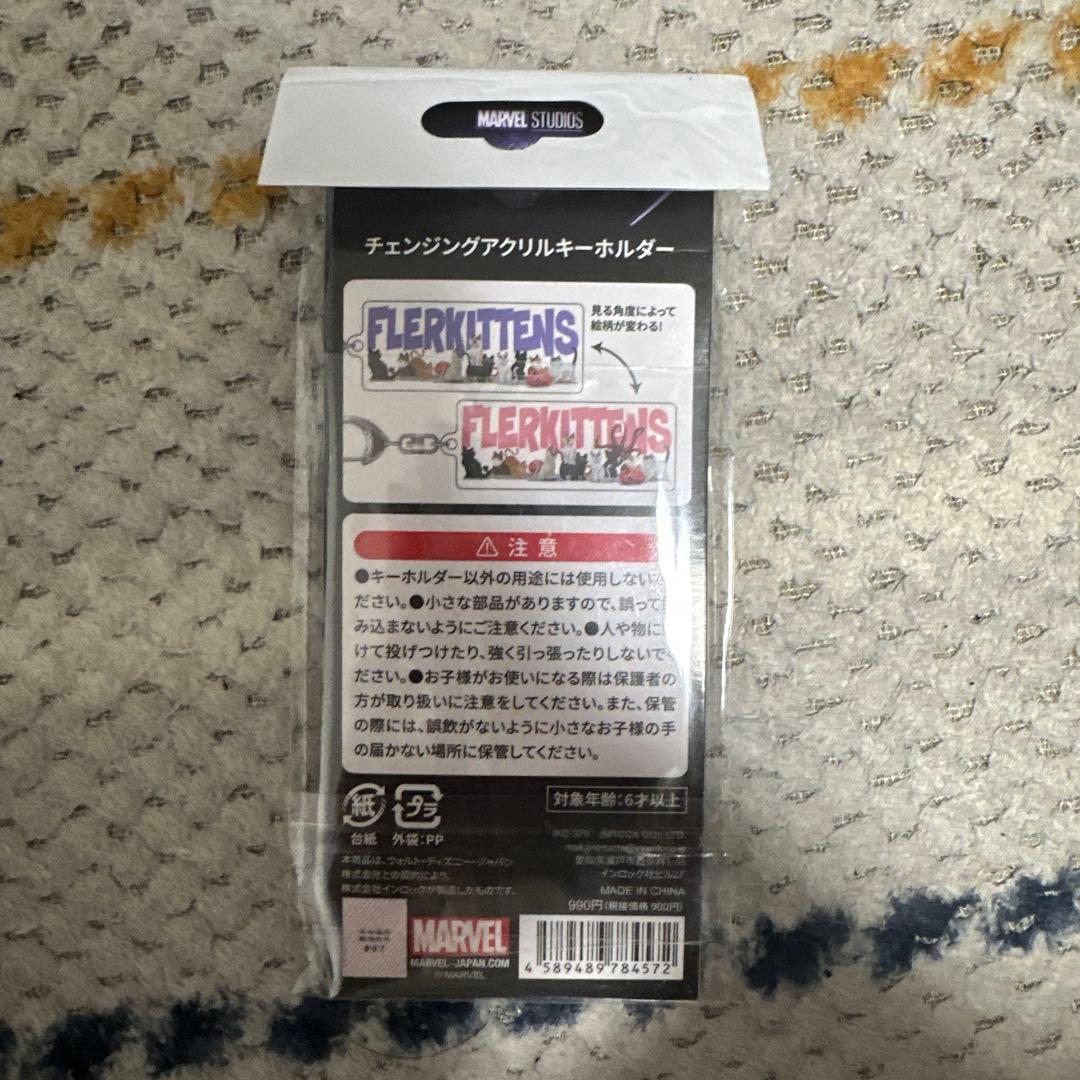 MARVEL STUDIOS
チェンジングアクリルキーホルダー
FLERKITTENS
見る角度によって
絵柄が変わる!
FLERKITTENS
⚠注意
●キーホルダー以外の用途には使用しない
ださい。●小さな部品がありますので、誤って
み込まないようにご注意ください。●人や物に
けて投げつけたり、強く引っ張ったりしないで
ださい。●お子様がお使いになる際は保護者の
方が取り扱いに注意をしてください。また、保管
の際には、誤飲がないように小さなお子様の手
の届かない場所に保管してください。
紙
プラ
対象年齢:6才以上
台紙 外袋:PP
本商品は、ウォルト・ディズニー・ジャパン
株式会社との契約により、
株式会社インロックが製造したものです。
インロック社ビル2F
MADE IN CHINA
990円(税抜価格 900円)
MARVEL
MARVEL-JAPAN.COM
© MARVEL
4 589489 784572